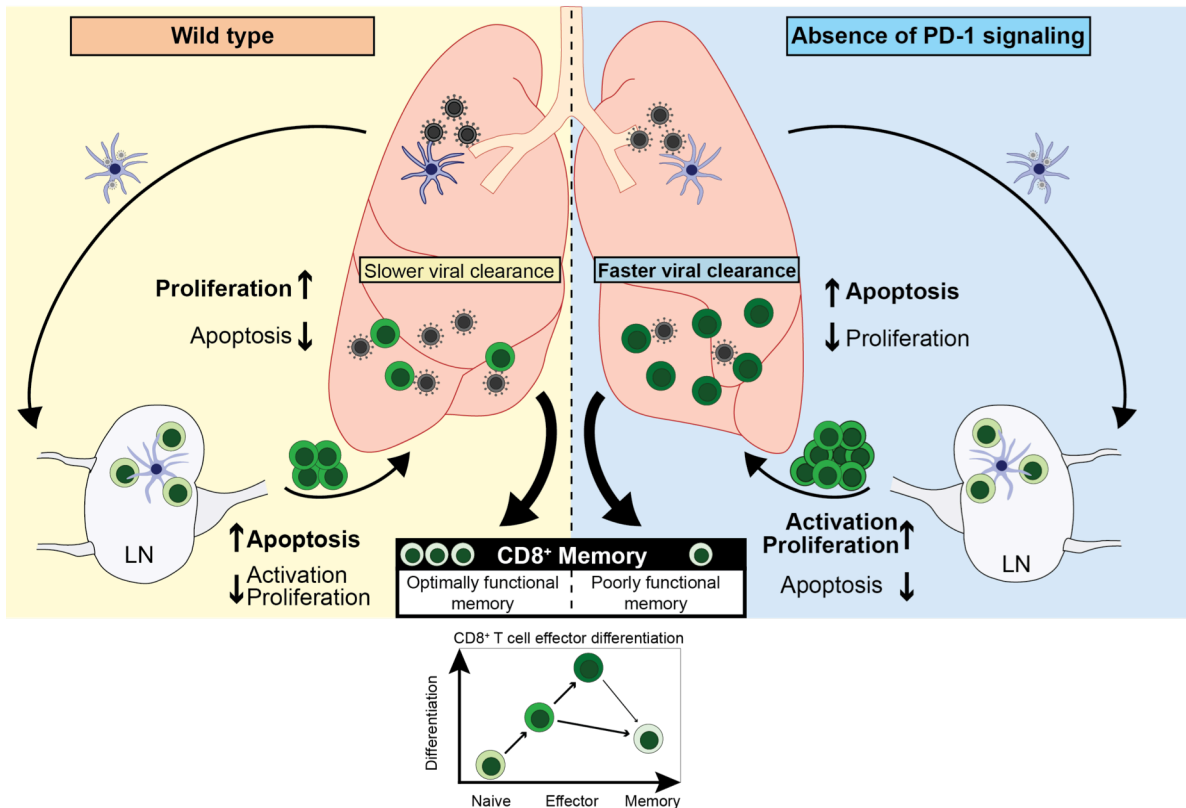 Wild type
Absence of PD-1 signaling
Slower viral clearance
Faster viral clearance
Proliferation ↑
Apoptosis ↓
↑ Apoptosis
↓ Proliferation
LN
↑ Apoptosis
↓ Activation
Proliferation
Activation
Proliferation ↑
Apoptosis ↓
LN
CD8⁺ Memory
Optimally functional
memory
Poorly functional
memory
CD8⁺ T cell effector differentiation
Differentiation
Naive Effector Memory